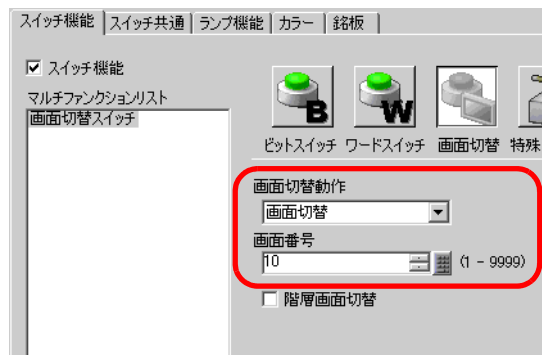 スイッチ機能 スイッチ共通 ランプ機能 カラー 銘板
スイッチ機能
マルチファンクションリスト
画面切替スイッチ
B W
ビットスイッチ ワードスイッチ 画面切替 特殊
画面切替動作
画面切替
画面番号
10 (1 - 9999)
階層画面切替